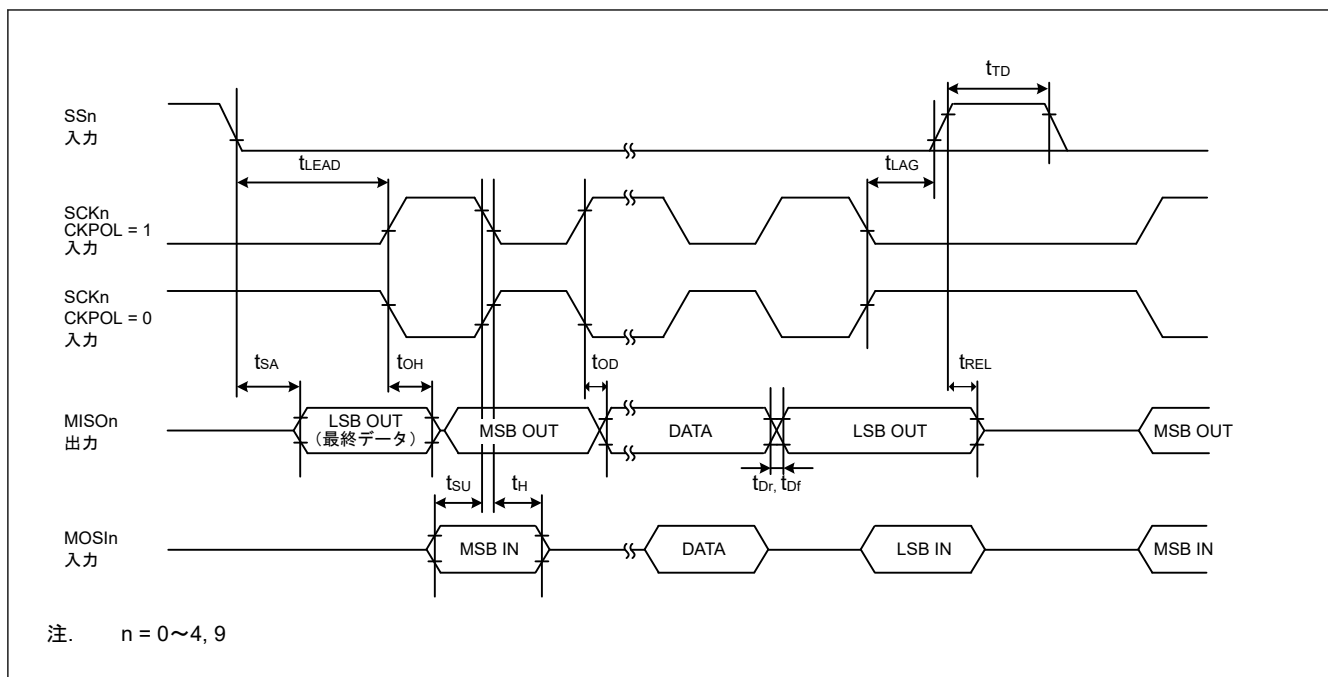 tTD
SSn
入力
tLEAD
tLAG
SCKn
CKPOL = 1
入力
SCKn
CKPOL = 0
入力
tSA
tOH
tOD
tREL
MISOn
出力
LSB OUT
(最終データ)
MSB OUT
DATA
LSB OUT
MSB OUT
tSU
tH
tDr, tDf
MOSIn
入力
MSB IN
DATA
LSB IN
MSB IN
注. n = 0～4, 9